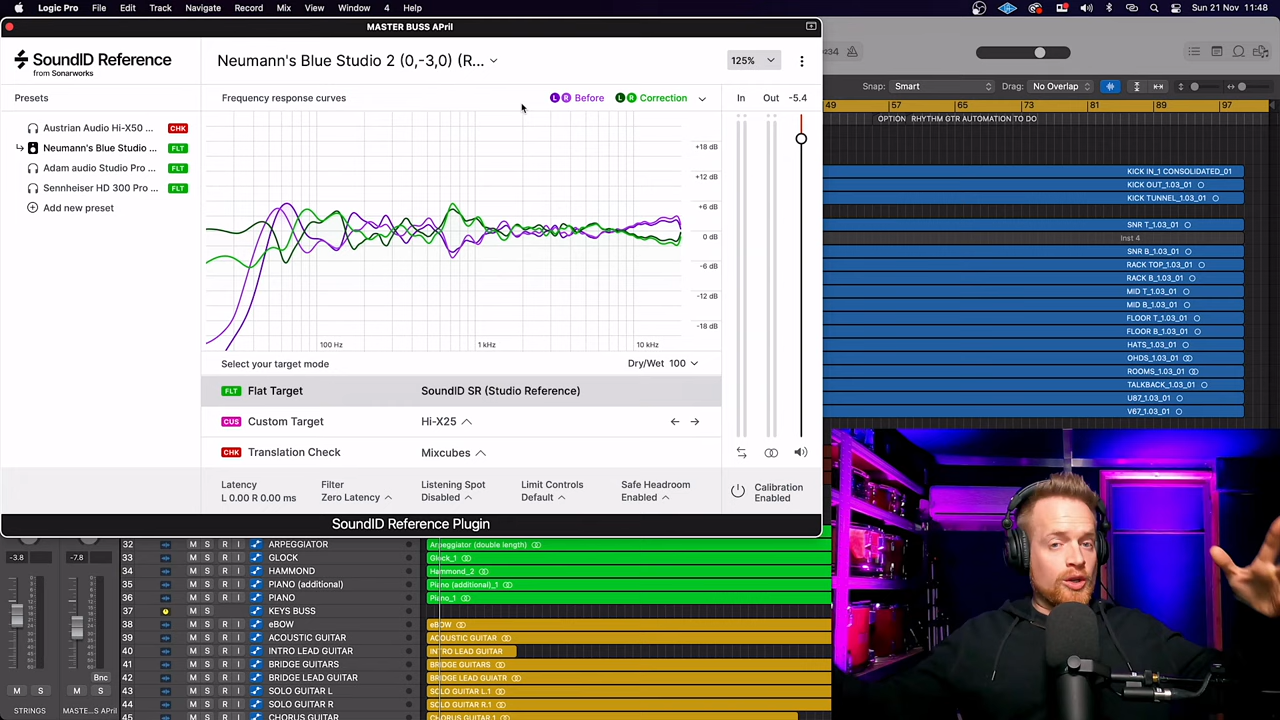 Logic Pro File Edit Track Navigate Record Mix View Window 4 Help
Sun 21 Nov 11:48
MASTER BUSS APril
SoundID Reference
from Sonarworks
Neumann's Blue Studio 2 (0,-3,0) (R...
125%
Presets
Frequency response curves
L R Before
L R Correction
In Out -5.4
Austrian Audio Hi-X50 ... CHK
Neumann's Blue Studio ... FLT
Adam audio Studio Pro ... FLT
Sennheiser HD 300 Pro ... FLT
Add new preset
+18 dB
+12 dB
+6 dB
0 dB
-6 dB
-12 dB
-18 dB
100 Hz 1 kHz 10 kHz
Select your target mode
Dry/Wet 100
FLT Flat Target SoundID SR (Studio Reference)
CUS Custom Target Hi-X25
CHK Translation Check Mixcubes
Latency Filter Listening Spot Limit Controls Safe Headroom
L 0.00 R 0.00 ms Zero Latency Disabled Default Enabled
Calibration
Enabled
SoundID Reference Plugin
234
Snap: Smart
Drag: No Overlap
49 57 65 73 81 89 97
OPTION RHYTHM GTR AUTOMATION TO DO
KICK IN_1 CONSOLIDATED_01
KICK OUT_1.03_01
KICK TUNNEL_1.03_01
SNR T_1.03_01
Inst 4
SNR B_1.03_01
RACK TOP_1.03_01
RACK B_1.03_01
MID T_1.03_01
MID B_1.03_01
FLOOR T_1.03_01
FLOOR B_1.03_01
HATS_1.03_01
OHDS_1.03_01
ROOMS_1.03_01
TALKBACK_1.03_01
U87_1.03_01
V67_1.03_01
-3.8 -7.8
Bnc
M S M S
STRINGS MASTE...S APril
32 M S R I ARPEGGIATOR Arpeggiator (double length)
33 M S R I GLOCK Glock_1
34 M S R I HAMMOND Hammond_2
35 M S R I PIANO (additional) Piano (additional)_1
36 M S R I PIANO Piano_1
37 M S KEYS BUSS
38 M S R I eBOW eBOW
39 M S R I ACOUSTIC GUITAR ACOUSTIC GUITAR
40 M S R I INTRO LEAD GUITAR INTRO LEAD GUITAR
41 M S R I BRIDGE GUITARS BRIDGE GUITARS
42 M S R I BRIDGE LEAD GUITAR BRIDGE LEAD GUIATR
43 M S R I SOLO GUITAR L SOLO GUITAR L.1
44 M S R I SOLO GUITAR R SOLO GUITAR R.1
45 M S R I CHORUS GUITAR CHORUS GUITAR.1